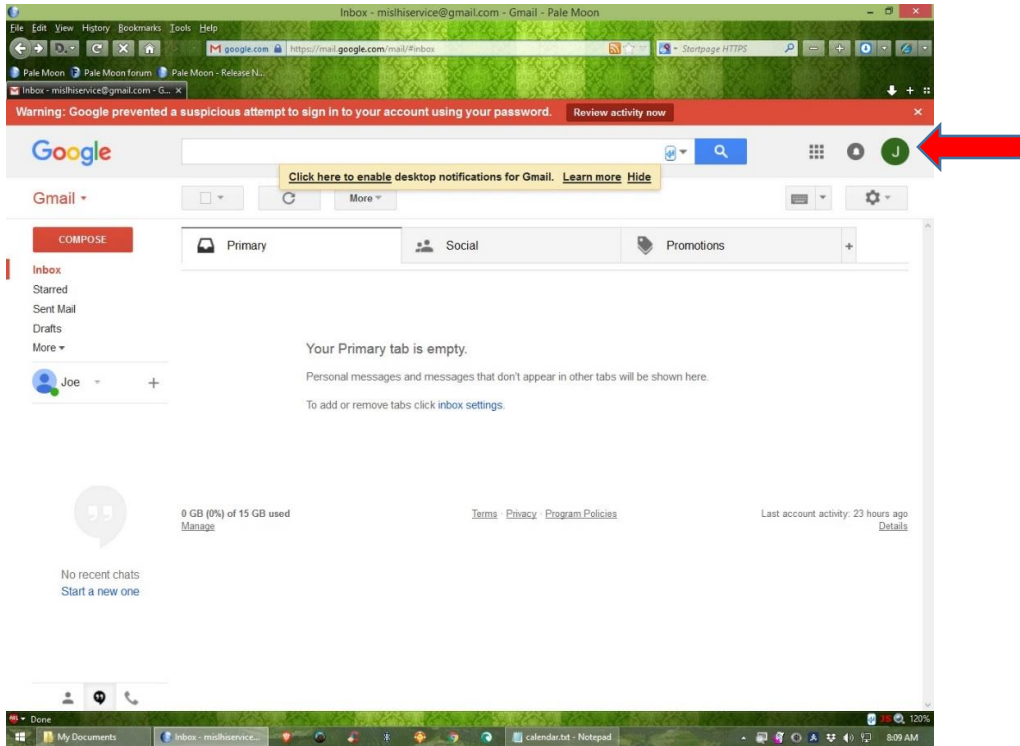 Inbox - mislhiservice@gmail.com - Gmail - Pale Moon
File Edit View History Bookmarks Tools Help
google.com https://mail.google.com/mail/#inbox Startpage HTTPS
Pale Moon Pale Moon forum Pale Moon - Release N...
Inbox - mislhiservice@gmail.com - G...
Warning: Google prevented a suspicious attempt to sign in to your account using your password. Review activity now
Google J
Click here to enable desktop notifications for Gmail. Learn more Hide
Gmail More
COMPOSE Primary Social Promotions +
Inbox
Starred
Sent Mail
Drafts
More
Your Primary tab is empty.
Joe +
Personal messages and messages that don't appear in other tabs will be shown here.
To add or remove tabs click inbox settings.
0 GB (0%) of 15 GB used Terms · Privacy · Program Policies Last account activity: 23 hours ago
Manage Details
No recent chats
Start a new one
Done 120%
My Documents Inbox - mislhiservice... calendar.txt - Notepad 8:09 AM